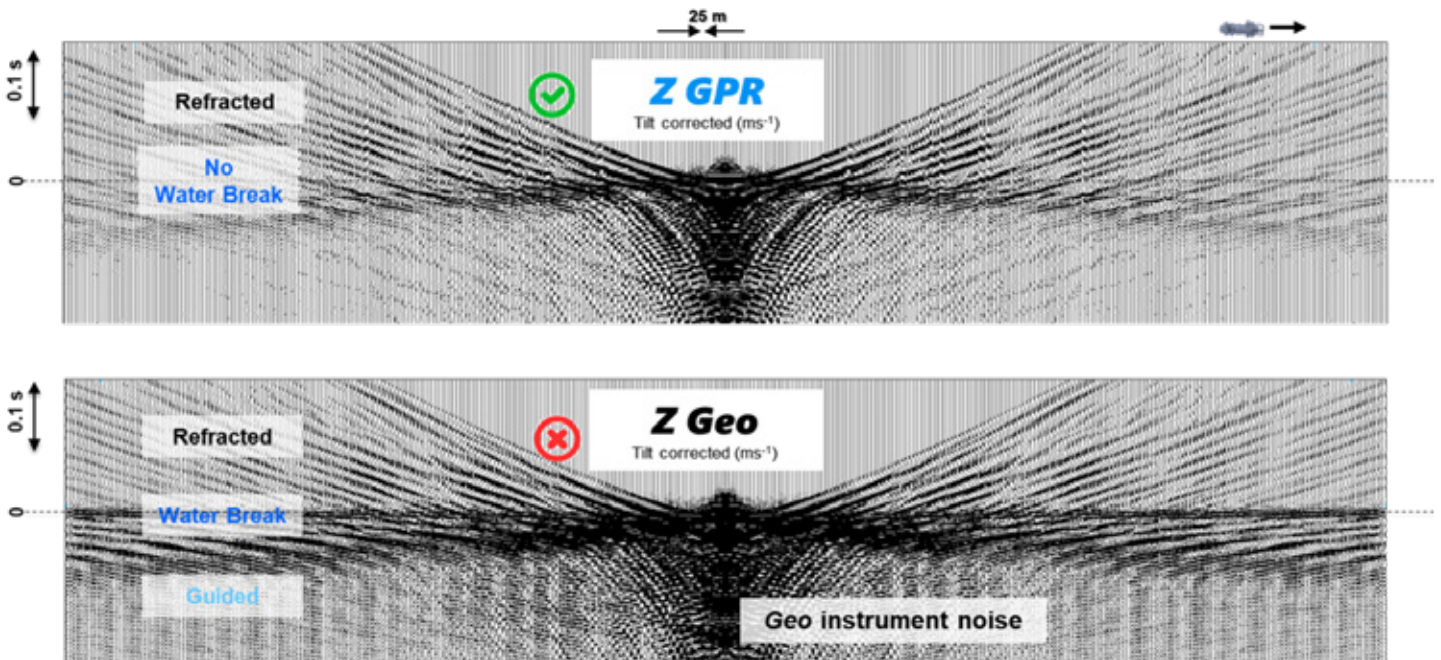 25 m
0.1 s
Refracted
Z GPR
Tilt corrected (ms⁻¹)
No
Water Break
0
0.1 s
Refracted
Z Geo
Tilt corrected (ms⁻¹)
0
Water Break
Guided
Geo instrument noise